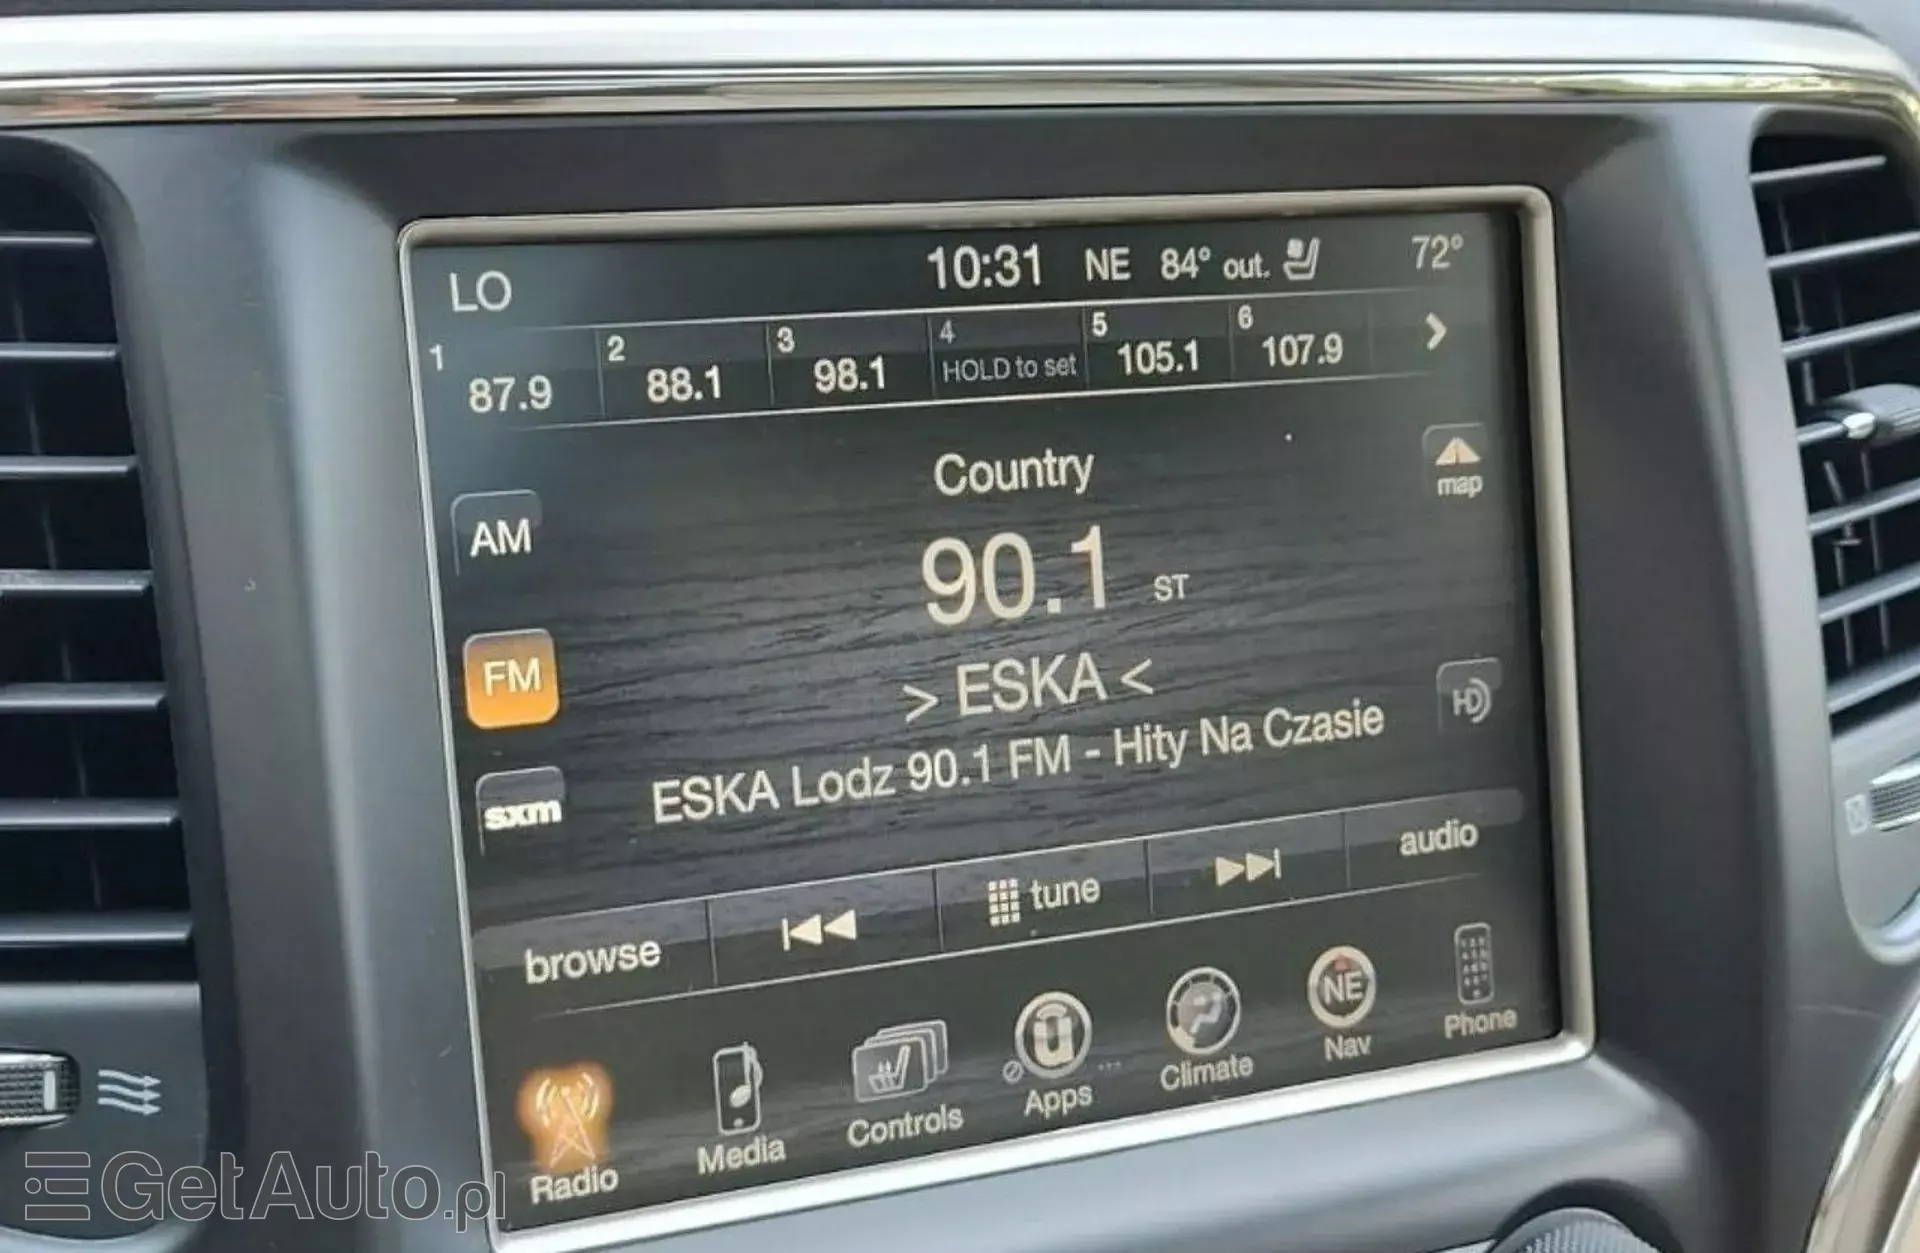 LO 10:31 NE 84° out. 72°
1 2 3 4 5 6
87.9 88.1 98.1 HOLD to set 105.1 107.9
Country
map
AM
90.1 ST
FM
> ESKA <
HD
ESKA Lodz 90.1 FM - Hity Na Czasie
sxm
browse tune audio
NE
Radio Media Controls Apps Climate Nav Phone
GetAuto.pl